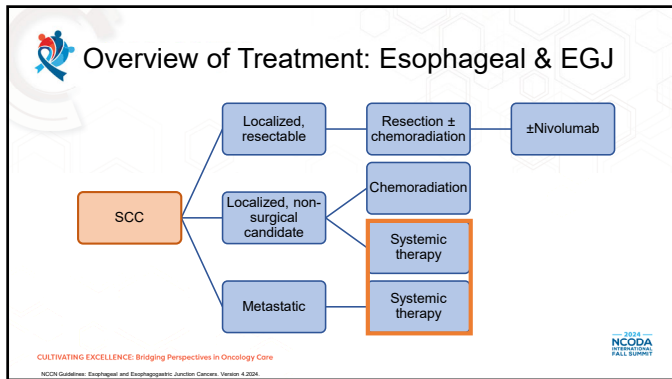 Overview of Treatment: Esophageal & EGJ
Localized,
resectable
Resection ±
chemoradiation
±Nivolumab
SCC
Localized, non-
surgical
candidate
Chemoradiation
Systemic
therapy
Metastatic
Systemic
therapy
CULTIVATING EXCELLENCE: Bridging Perspectives in Oncology Care
NCCN Guidelines: Esophageal and Esophagogastric Junction Cancers. Version 4.2024.
— 2024 —
NCODA
INTERNATIONAL
FALL SUMMIT